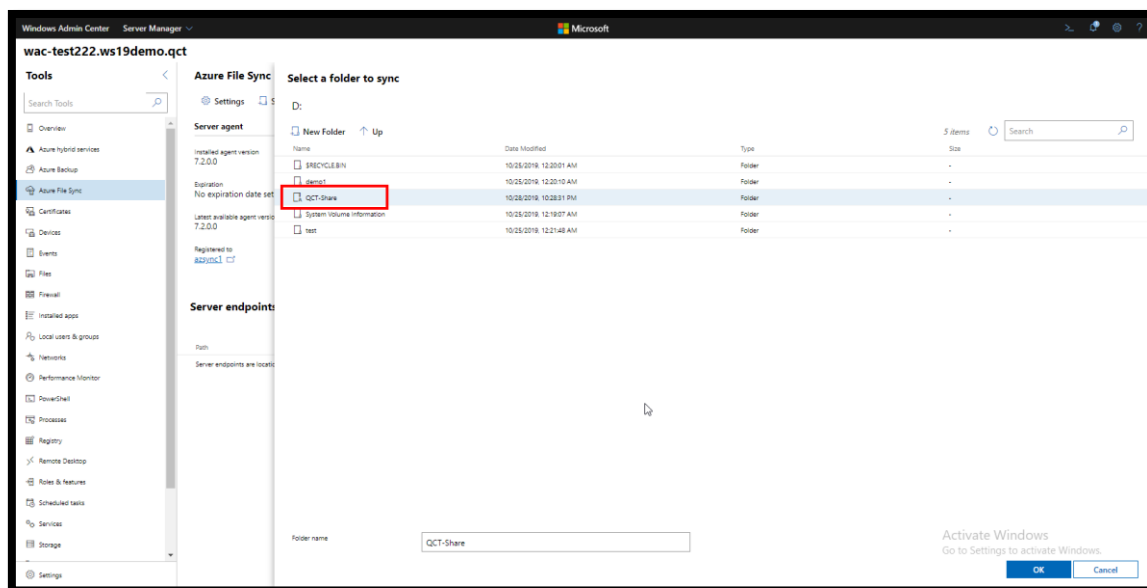 Windows Admin Center Server Manager
Microsoft
wac-test222.ws19demo.qct
Tools
Search Tools
Overview
Azure hybrid services
Azure Backup
Azure File Sync
Certificates
Devices
Events
Files
Firewall
Installed apps
Local users & groups
Networks
Performance Monitor
PowerShell
Processes
Registry
Remote Desktop
Roles & features
Scheduled tasks
Services
Storage
Settings
Azure File Sync
Settings S
Server agent
Installed agent version
7.2.0.0
Expiration
No expiration date set
Latest available agent versio
7.2.0.0
Registered to
azsync1
Server endpoints
Path
Server endpoints are locatio
Select a folder to sync
D:
New Folder Up
5 items Search
Name Date Modified Type Size
$RECYCLE.BIN 10/25/2019, 12:20:01 AM Folder -
demo1 10/25/2019, 12:20:10 AM Folder -
QCT-Share 10/28/2019, 10:28:31 PM Folder -
System Volume Information 10/25/2019, 12:19:07 AM Folder -
test 10/25/2019, 12:21:48 AM Folder -
Folder name QCT-Share
Activate Windows
Go to Settings to activate Windows.
OK Cancel